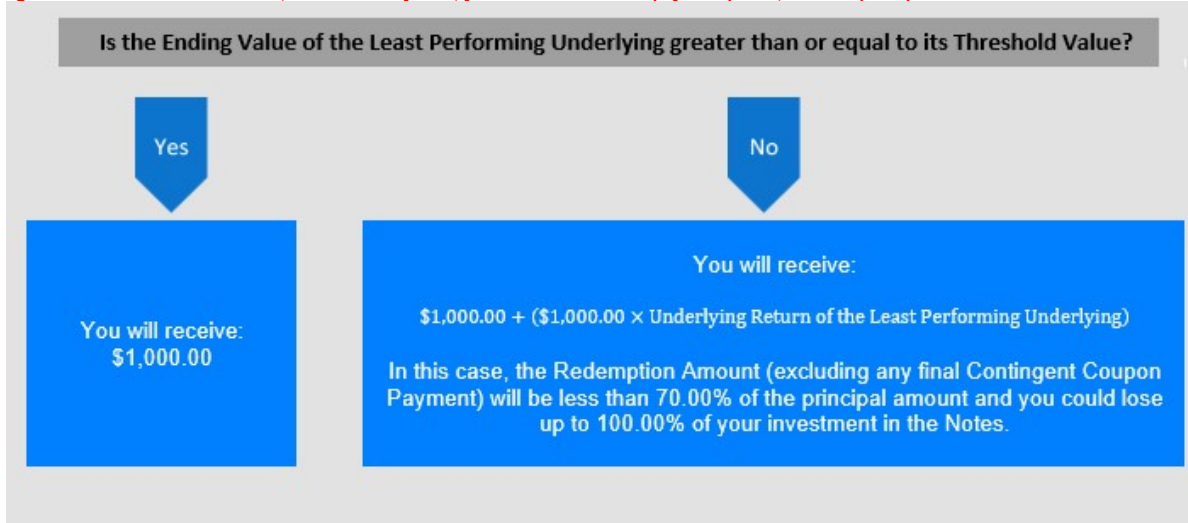 Is the Ending Value of the Least Performing Underlying greater than or equal to its Threshold Value?
Yes
No
You will receive:
$1,000.00
You will receive:
$1,000.00 + ($1,000.00 × Underlying Return of the Least Performing Underlying)
In this case, the Redemption Amount (excluding any final Contingent Coupon
Payment) will be less than 70.00% of the principal amount and you could lose
up to 100.00% of your investment in the Notes.